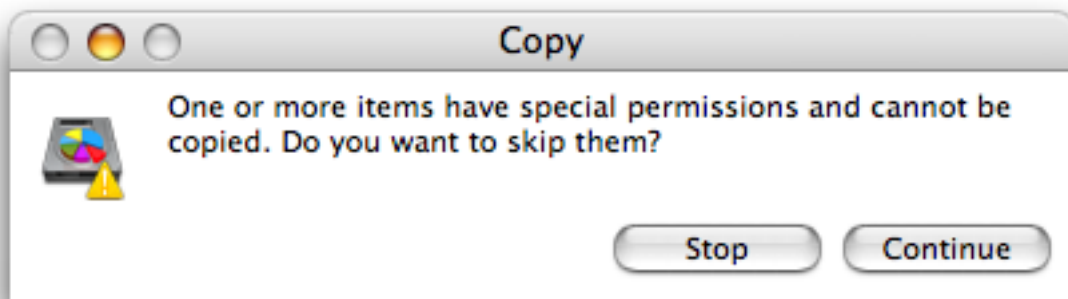 Copy
One or more items have special permissions and cannot be
copied. Do you want to skip them?
Stop Continue